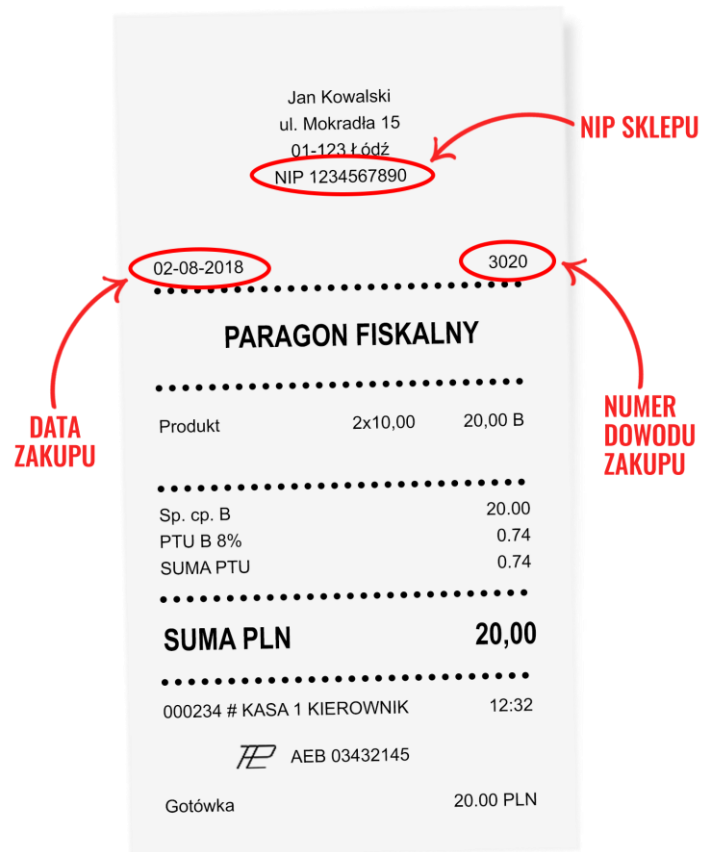 Jan Kowalski
ul. Mokradła 15
01-123 Łódź
NIP 1234567890
NIP SKLEPU
02-08-2018 3020
PARAGON FISKALNY
Produkt 2x10,00 20,00 B
DATA
ZAKUPU
NUMER
DOWODU
ZAKUPU
Sp. cp. B 20.00
PTU B 8% 0.74
SUMA PTU 0.74
SUMA PLN 20,00
000234 # KASA 1 KIEROWNIK 12:32
AEB 03432145
Gotówka 20.00 PLN